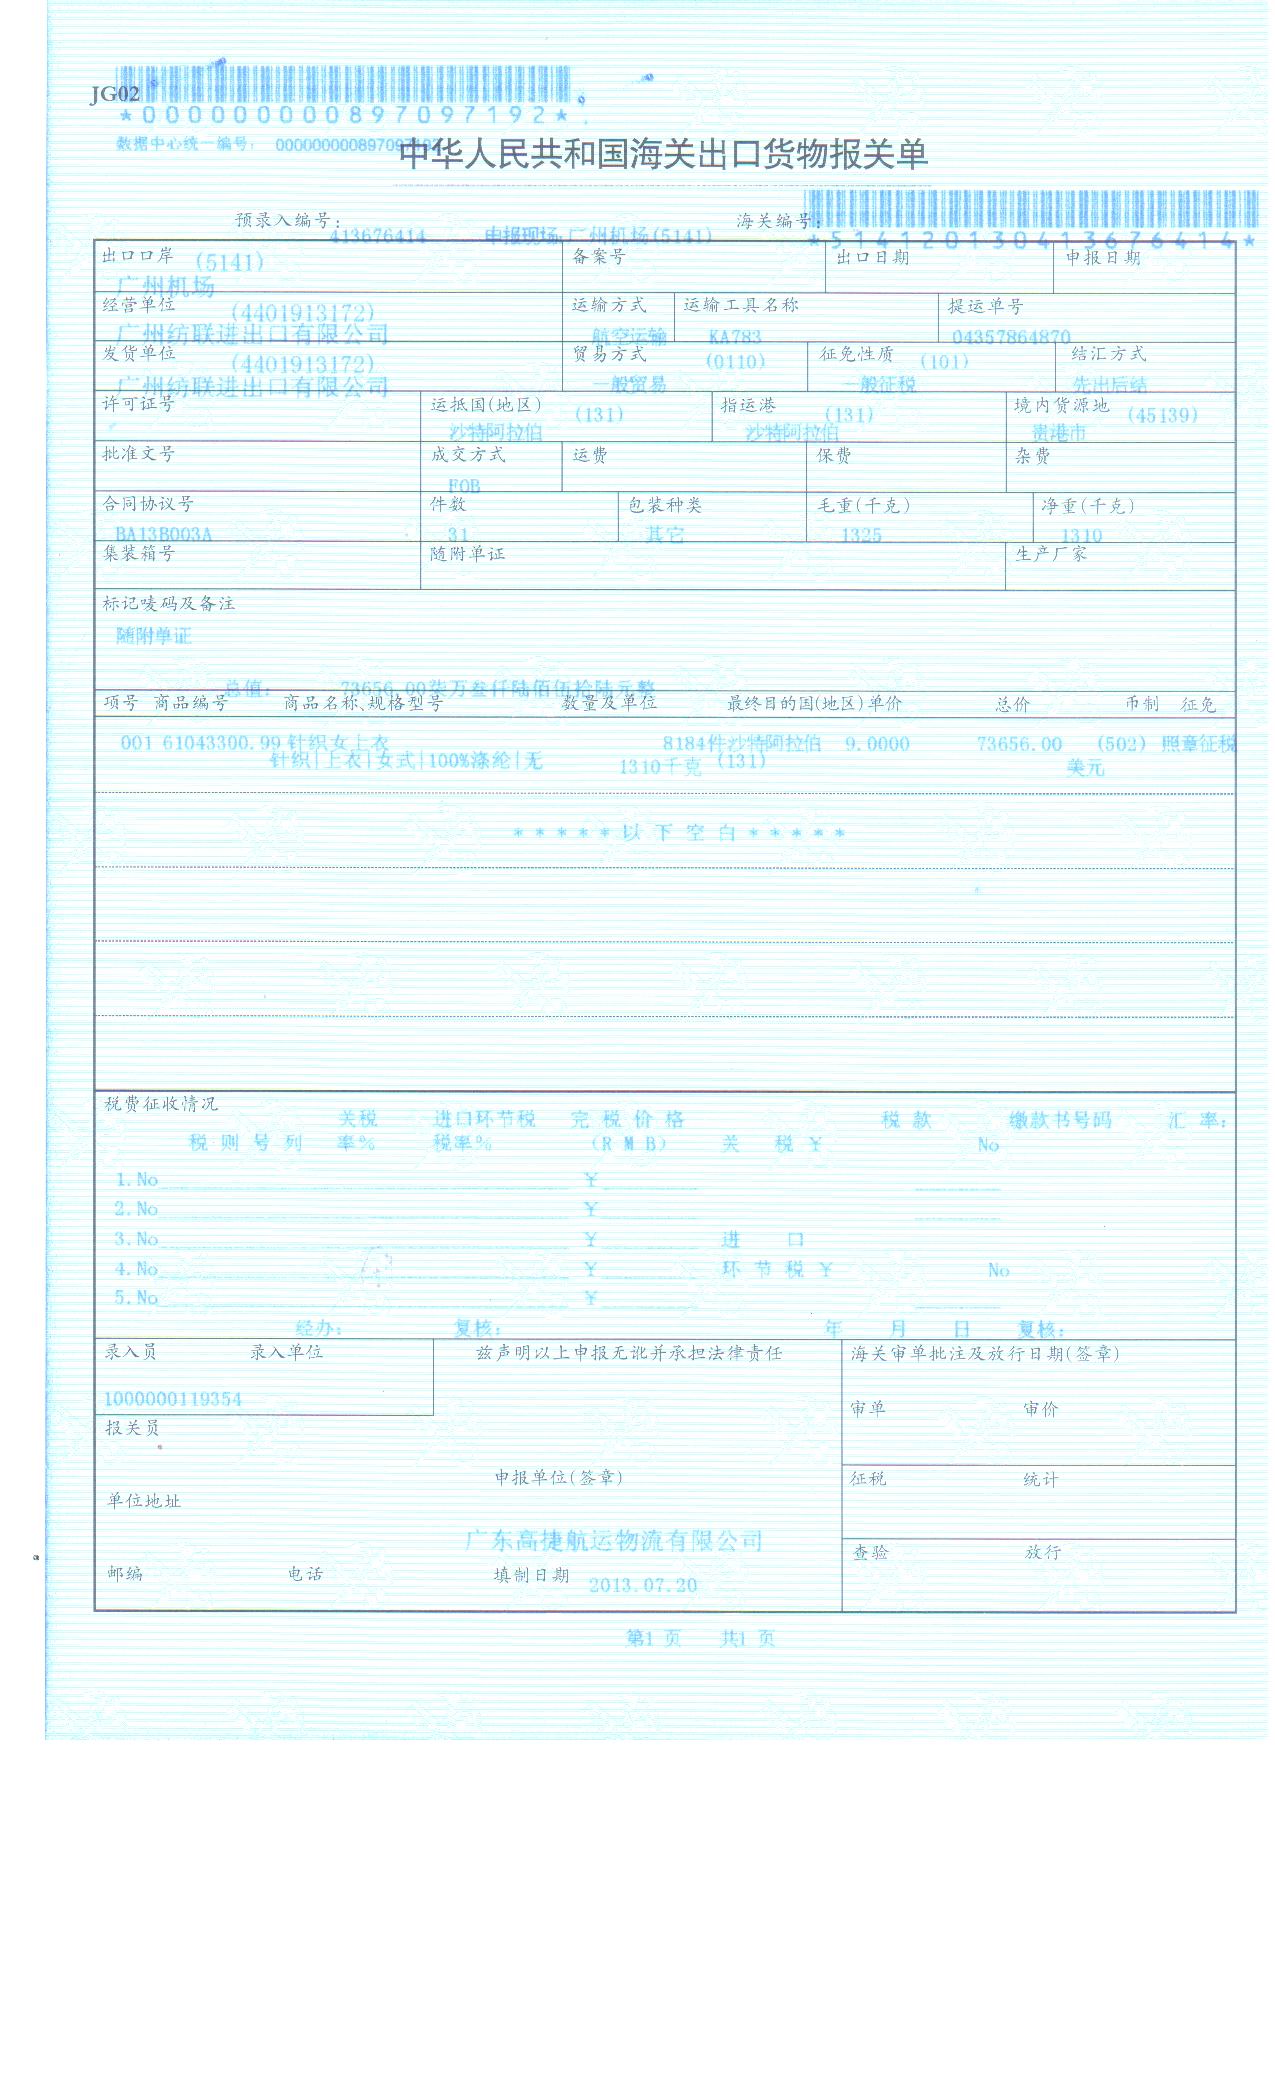 JG02
*000000000897097192*
数据中心统一编号： 000000000897097192
中华人民共和国海关出口货物报关单
预录入编号： 413676414 申报现场：广州机场(5141) 海关编号：
*514120130413676414*
出口口岸 (5141) 备案号 出口日期 申报日期
广州机场
经营单位 (4401913172) 运输方式 运输工具名称 提运单号
广州纺联进出口有限公司 航空运输 KA783 04357864870
发货单位 (4401913172) 贸易方式 (0110) 征免性质 (101) 结汇方式
广州纺联进出口有限公司 一般贸易 一般征税 先出后结
许可证号 运抵国(地区) (131) 指运港 (131) 境内货源地 (45139)
沙特阿拉伯 沙特阿拉伯 贵港市
批准文号 成交方式 运费 保费 杂费
FOB
合同协议号 件数 包装种类 毛重(千克) 净重(千克)
BA13B003A 31 其它 1325 1310
集装箱号 随附单证 生产厂家
标记唛码及备注
随附单证
总值： 73656.00柒万叁仟陆佰伍拾陆元整
项号 商品编号 商品名称、规格型号 数量及单位 最终目的国(地区) 单价 总价 币制 征免
001 61043300.99 针织女上衣 8184件 沙特阿拉伯 9.0000 73656.00 (502) 照章征税
针织|上衣|女式|100%涤纶|无 1310千克 (131) 美元
*****以下空白*****
税费征收情况
关税 进口环节税 完税价格 税款 缴款书号码 汇率：
税则号列 率% 税率% (RMB) 关 税￥ No
1.No ￥
2.No ￥
3.No ￥ 进 口
4.No ￥ 环节税￥ No
5.No ￥
经办： 复核： 年 月 日 复核：
录入员 录入单位 兹声明以上申报无讹并承担法律责任 海关审单批注及放行日期(签章)
1000000119354
审单 审价
报关员
申报单位(签章) 征税 统计
单位地址
广东高捷航运物流有限公司
查验 放行
邮编 电话 填制日期 2013.07.20
第1 页 共1 页